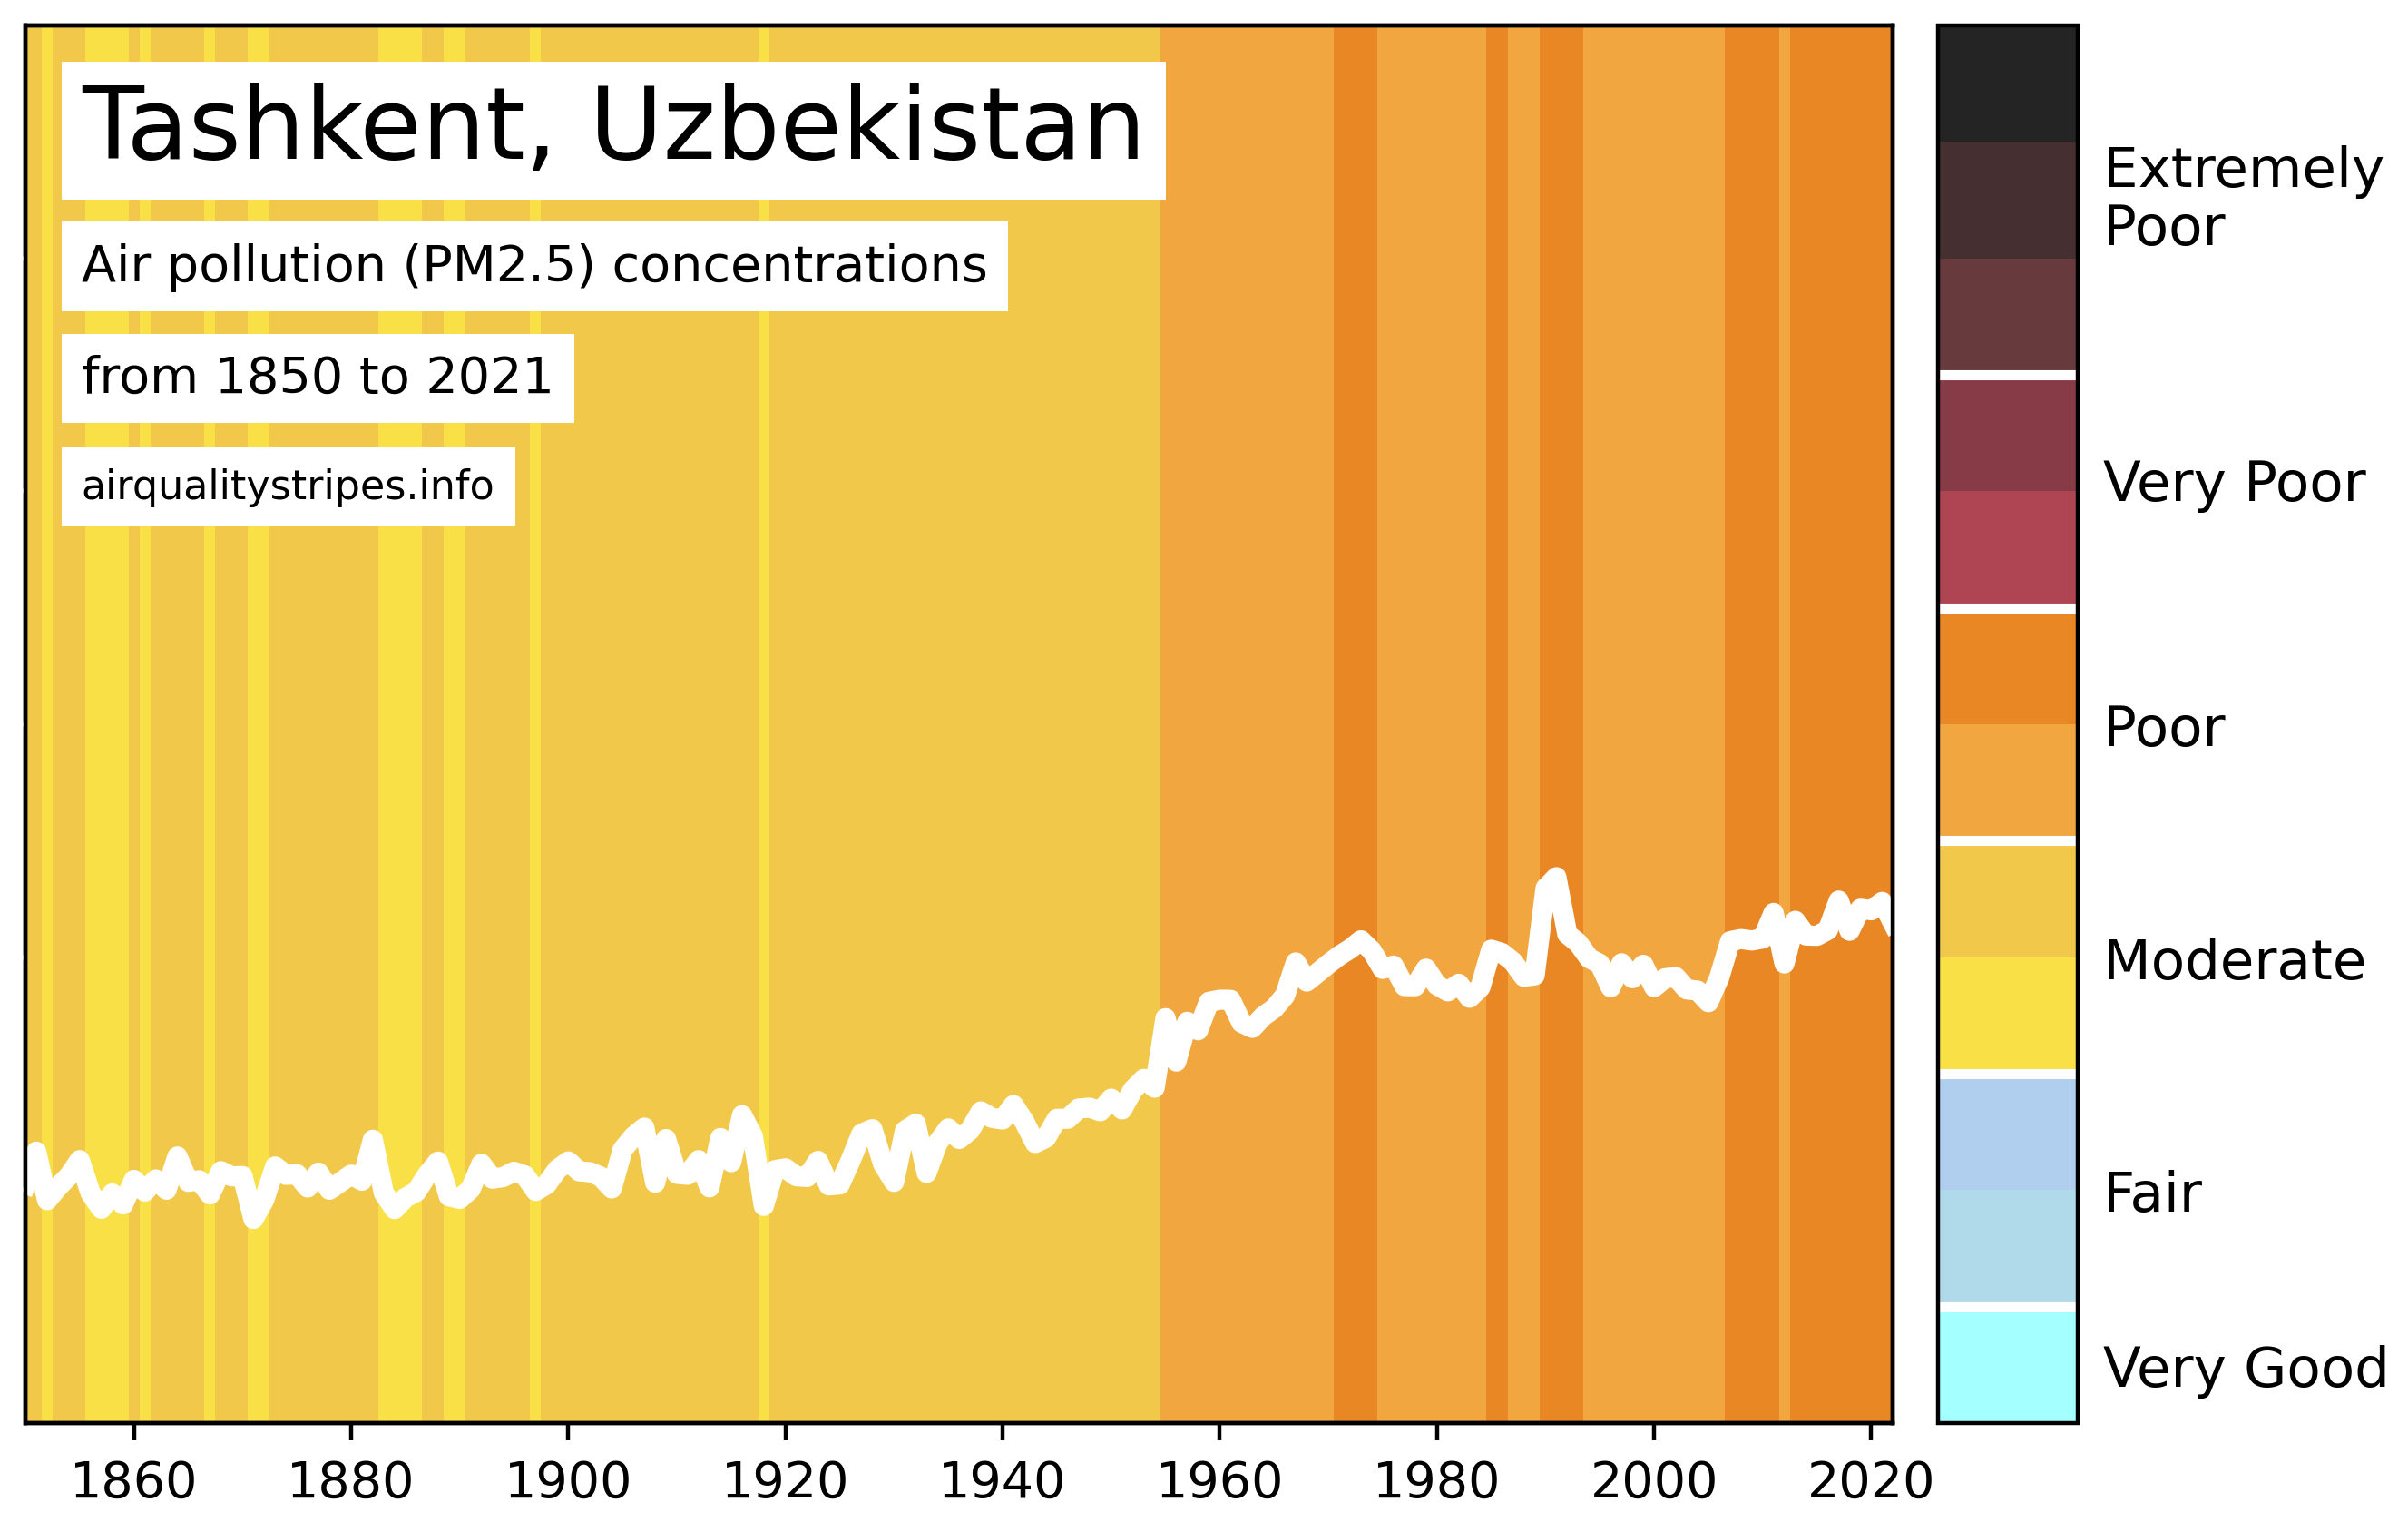 Tashkent, Uzbekistan
Air pollution (PM2.5) concentrations
from 1850 to 2021
airqualitystripes.info
Extremely
Poor
Very Poor
Poor
Moderate
Fair
Very Good
1860 1880 1900 1920 1940 1960 1980 2000 2020